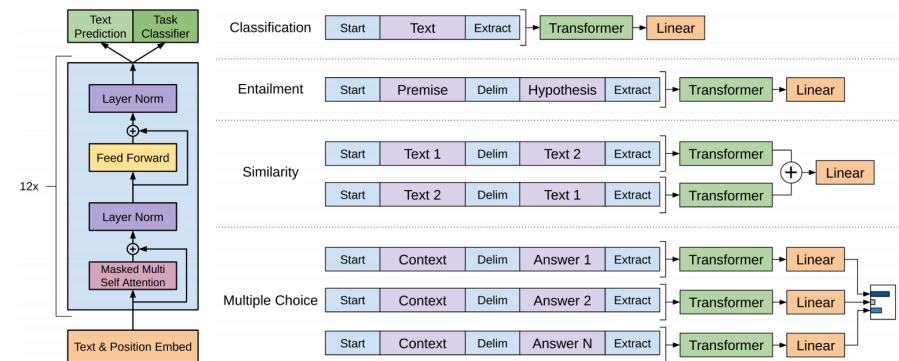 Text Prediction
Task Classifier
Layer Norm
Feed Forward
12x
Layer Norm
Masked Multi
Self Attention
Text & Position Embed
Classification
Start Text Extract Transformer Linear
Entailment
Start Premise Delim Hypothesis Extract Transformer Linear
Similarity
Start Text 1 Delim Text 2 Extract Transformer
Linear
Start Text 2 Delim Text 1 Extract Transformer
Multiple Choice
Start Context Delim Answer 1 Extract Transformer Linear
Start Context Delim Answer 2 Extract Transformer Linear
Start Context Delim Answer N Extract Transformer Linear